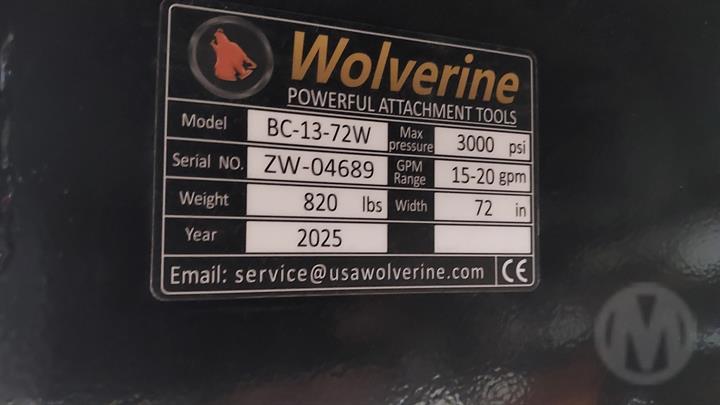 Wolverine
POWERFUL ATTACHMENT TOOLS
Model BC-13-72W Max pressure 3000 psi
Serial NO. ZW-04689 GPM Range 15-20 gpm
Weight 820 lbs Width 72 in
Year 2025
Email: service@usawolverine.com CE
M